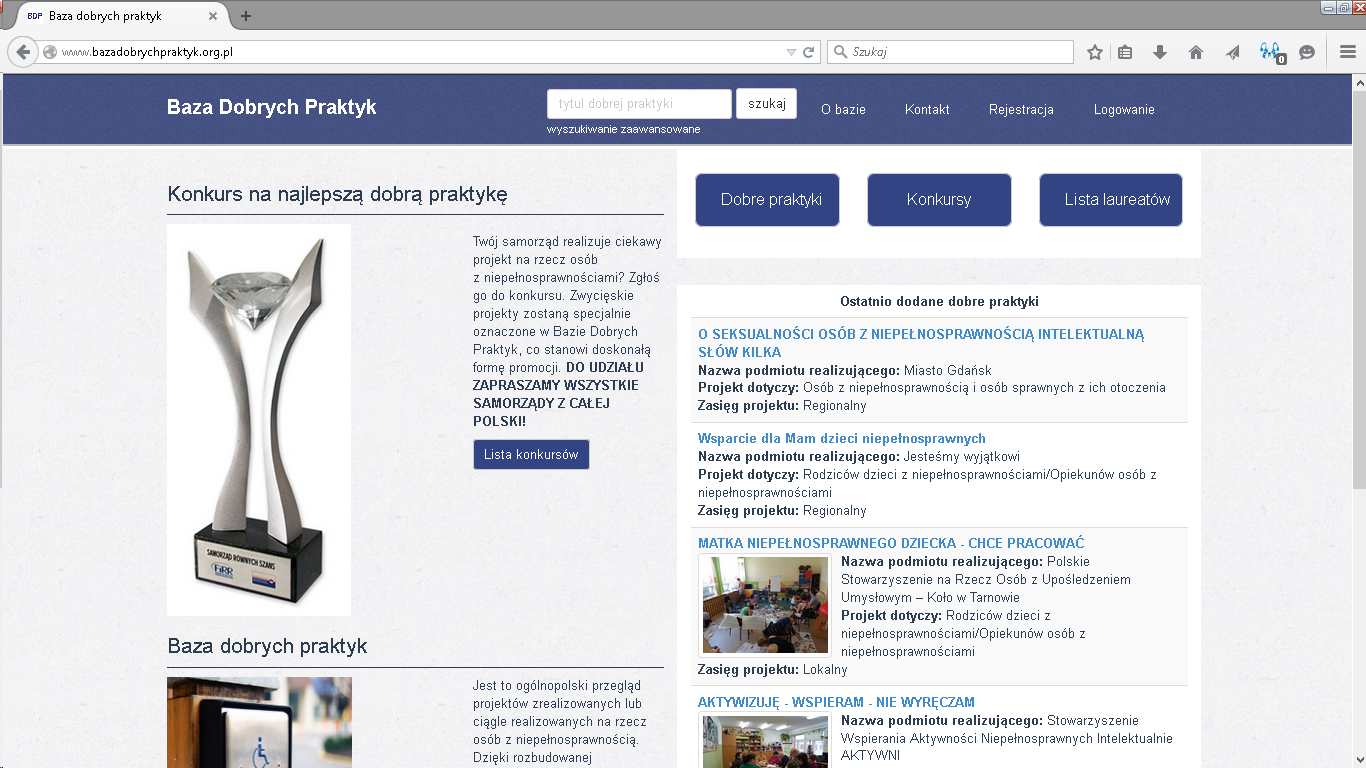 BDP Baza dobrych praktyk
www.bazadobrychpraktyk.org.pl
Szukaj
0
Baza Dobrych Praktyk
tytuł dobrej praktyki
szukaj
wyszukiwanie zaawansowane
O bazie
Kontakt
Rejestracja
Logowanie
Konkurs na najlepszą dobrą praktykę
SAMORZĄD RÓWNYCH SZANS
FiRR
Twój samorząd realizuje ciekawy
projekt na rzecz osób
z niepełnosprawnościami? Zgłoś
go do konkursu. Zwycięskie
projekty zostaną specjalnie
oznaczone w Bazie Dobrych
Praktyk, co stanowi doskonałą
formę promocji. DO UDZIAŁU
ZAPRASZAMY WSZYSTKIE
SAMORZĄDY Z CAŁEJ
POLSKI!
Lista konkursów
Baza dobrych praktyk
Jest to ogólnopolski przegląd
projektów zrealizowanych lub
ciągle realizowanych na rzecz
osób z niepełnosprawnością.
Dzięki rozbudowanej
Dobre praktyki
Konkursy
Lista laureatów
Ostatnio dodane dobre praktyki
O SEKSUALNOŚCI OSÓB Z NIEPEŁNOSPRAWNOŚCIĄ INTELEKTUALNĄ
SŁÓW KILKA
Nazwa podmiotu realizującego: Miasto Gdańsk
Projekt dotyczy: Osób z niepełnosprawnością i osób sprawnych z ich otoczenia
Zasięg projektu: Regionalny
Wsparcie dla Mam dzieci niepełnosprawnych
Nazwa podmiotu realizującego: Jesteśmy wyjątkowi
Projekt dotyczy: Rodziców dzieci z niepełnosprawnościami/Opiekunów osób z
niepełnosprawnościami
Zasięg projektu: Regionalny
MATKA NIEPEŁNOSPRAWNEGO DZIECKA - CHCE PRACOWAĆ
Nazwa podmiotu realizującego: Polskie
Stowarzyszenie na Rzecz Osób z Upośledzeniem
Umysłowym – Koło w Tarnowie
Projekt dotyczy: Rodziców dzieci z
niepełnosprawnościami/Opiekunów osób z
niepełnosprawnościami
Zasięg projektu: Lokalny
AKTYWIZUJĘ - WSPIERAM - NIE WYRĘCZAM
Nazwa podmiotu realizującego: Stowarzyszenie
Wspierania Aktywności Niepełnosprawnych Intelektualnie
AKTYWNI